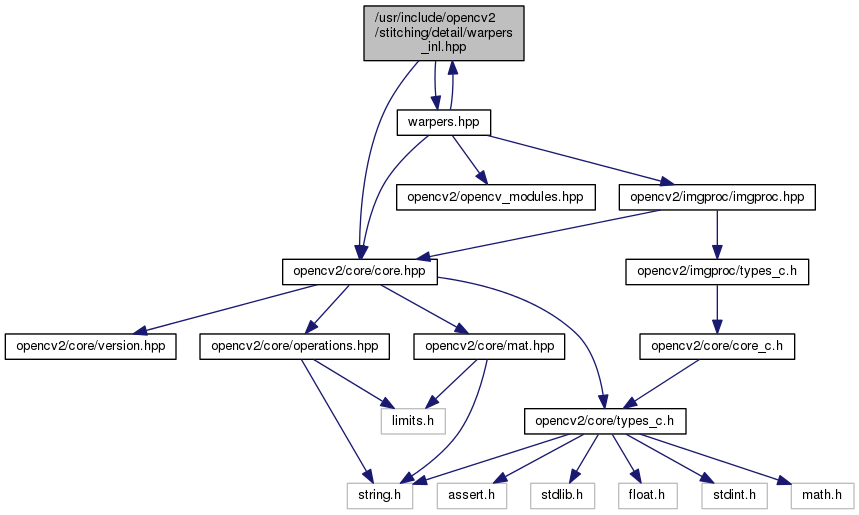 /usr/include/opencv2
/stitching/detail/warpers
_inl.hpp
warpers.hpp
opencv2/opencv_modules.hpp
opencv2/imgproc/imgproc.hpp
opencv2/core/core.hpp
opencv2/imgproc/types_c.h
opencv2/core/version.hpp
opencv2/core/operations.hpp
opencv2/core/mat.hpp
opencv2/core/core_c.h
limits.h
opencv2/core/types_c.h
string.h
assert.h
stdlib.h
float.h
stdint.h
math.h